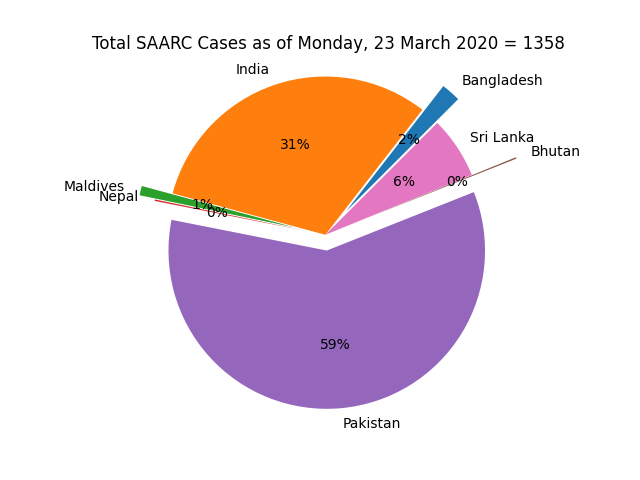 Total SAARC Cases as of Monday, 23 March 2020 = 1358
India
Bangladesh
2%
Sri Lanka
31%
Bhutan
6%
0%
Maldives
Nepal
1%
0%
59%
Pakistan